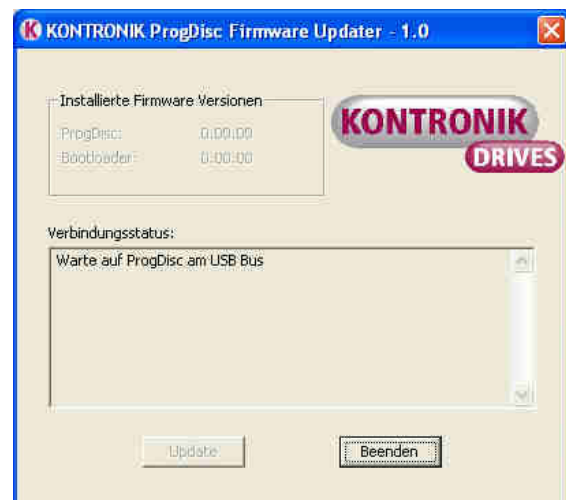 KONTRONIK ProgDisc Firmware Updater - 1.0
Installierte Firmware Versionen
ProgDisc: 0.00.00
Bootloader: 0.00.00
KONTRONIK
DRIVES
Verbindungsstatus:
Warte auf ProgDisc am USB Bus
Update
Beenden